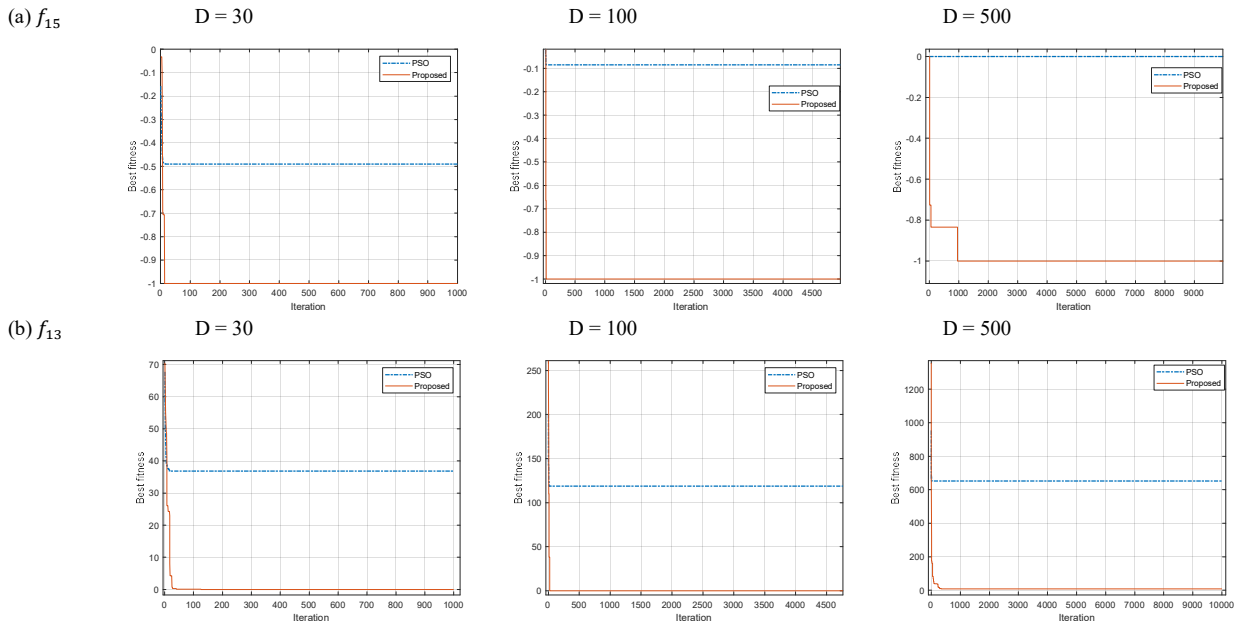 (a) f₁₅ D = 30 D = 100 D = 500
0
-0.1
-0.2
-0.3
-0.4
-0.5
-0.6
-0.7
-0.8
-0.9
-1
Best fitness
PSO
Proposed
0 100 200 300 400 500 600 700 800 900 1000
Iteration
-0.1
-0.2
-0.3
-0.4
-0.5
-0.6
-0.7
-0.8
-0.9
-1
Best fitness
PSO
Proposed
0 500 1000 1500 2000 2500 3000 3500 4000 4500
Iteration
0
-0.2
-0.4
-0.6
-0.8
-1
Best fitness
PSO
Proposed
0 1000 2000 3000 4000 5000 6000 7000 8000 9000
Iteration
(b) f₁₃ D = 30 D = 100 D = 500
70
60
50
40
30
20
10
0
Best fitness
PSO
Proposed
0 100 200 300 400 500 600 700 800 900 1000
Iteration
250
200
150
100
50
0
Best fitness
PSO
Proposed
0 500 1000 1500 2000 2500 3000 3500 4000 4500
Iteration
1200
1000
800
600
400
200
0
Best fitness
PSO
Proposed
0 1000 2000 3000 4000 5000 6000 7000 8000 9000 10000
Iteration